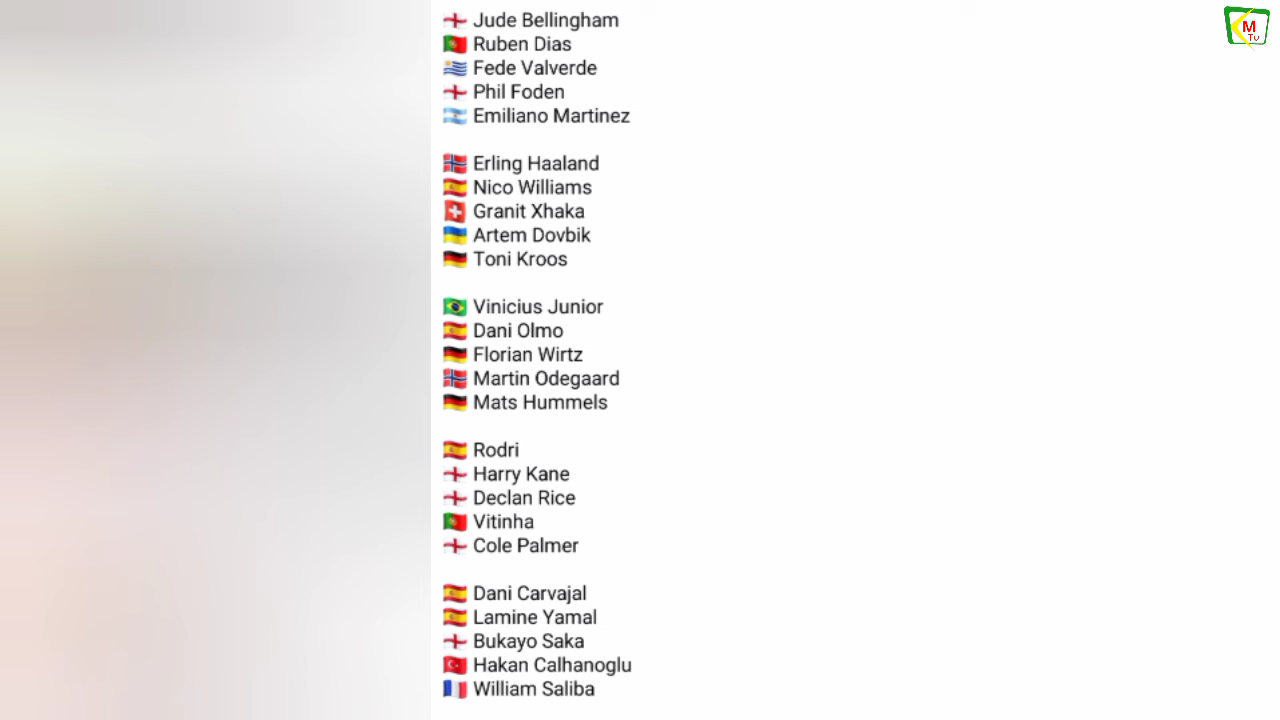 Jude Bellingham
Ruben Dias
Fede Valverde
Phil Foden
Emiliano Martinez
Erling Haaland
Nico Williams
Granit Xhaka
Artem Dovbik
Toni Kroos
Vinicius Junior
Dani Olmo
Florian Wirtz
Martin Odegaard
Mats Hummels
Rodri
Harry Kane
Declan Rice
Vitinha
Cole Palmer
Dani Carvajal
Lamine Yamal
Bukayo Saka
Hakan Calhanoglu
William Saliba
M
Tv